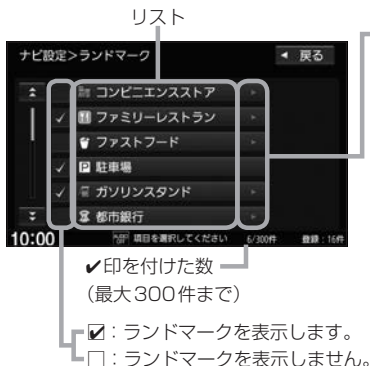 リスト
ナビ設定>ランドマーク
戻る
コンビニエンスストア
ファミリーレストラン
ファストフード
P 駐車場
ガソリンスタンド
都市銀行
10:00
項目を選択してください
6/300件
登録：16件
✔印を付けた数
（最大300件まで）
☑：ランドマークを表示します。
□：ランドマークを表示しません。